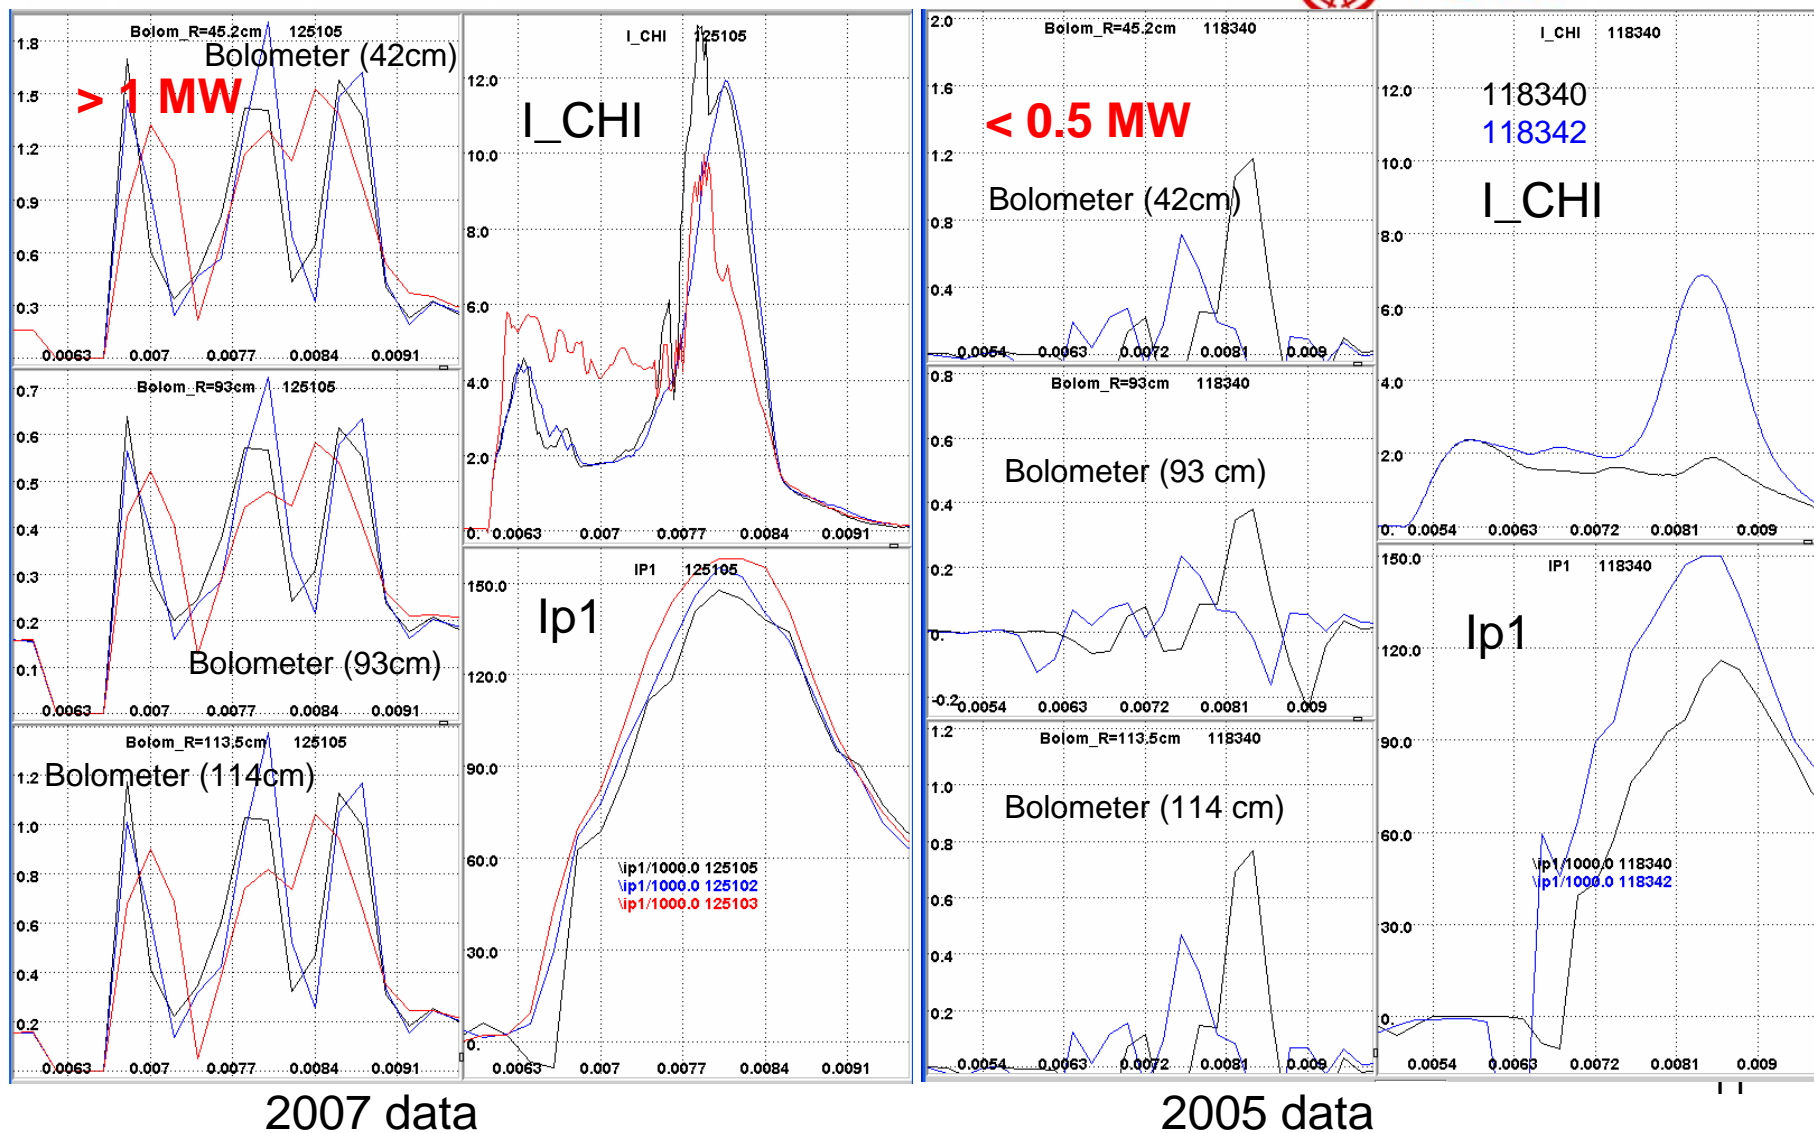 Bolom_R=45.2cm 125105
Bolometer (42cm)
> 1 MW
1.8
1.5
1.2
0.9
0.6
0.3
0.0063 0.007 0.0077 0.0084 0.0091
Bolom_R=93cm 125105
0.7
0.6
0.5
0.4
0.3
0.2
0.1
Bolometer (93cm)
0.0063 0.007 0.0077 0.0084 0.0091
Bolom_R=113.5cm 125105
Bolometer (114cm)
1.2
1.0
0.8
0.6
0.4
0.2
0.0063 0.007 0.0077 0.0084 0.0091
I_CHI 125105
I_CHI
12.0
10.0
8.0
6.0
4.0
2.0
0.
0.0063 0.007 0.0077 0.0084 0.0091
IP1 125105
Ip1
150.0
120.0
90.0
60.0
30.0
0.
\ip1/1000.0 125105
\ip1/1000.0 125102
\ip1/1000.0 125103
0.0063 0.007 0.0077 0.0084 0.0091
2007 data
Bolom_R=45.2cm 118340
< 0.5 MW
Bolometer (42cm)
2.0
1.6
1.2
0.8
0.4
0.0054 0.0063 0.0072 0.0081 0.009
Bolom_R=93cm 118340
Bolometer (93 cm)
0.8
0.6
0.4
0.2
0.
-0.2
0.0054 0.0063 0.0072 0.0081 0.009
Bolom_R=113.5cm 118340
Bolometer (114 cm)
1.2
1.0
0.8
0.6
0.4
0.2
0.0054 0.0063 0.0072 0.0081 0.009
I_CHI 118340
118340
118342
I_CHI
12.0
10.0
8.0
6.0
4.0
2.0
0.
0.0054 0.0063 0.0072 0.0081 0.009
IP1 118340
Ip1
150.0
120.0
90.0
60.0
30.0
0.
\ip1/1000.0 118340
\ip1/1000.0 118342
0.0054 0.0063 0.0072 0.0081 0.009
2005 data